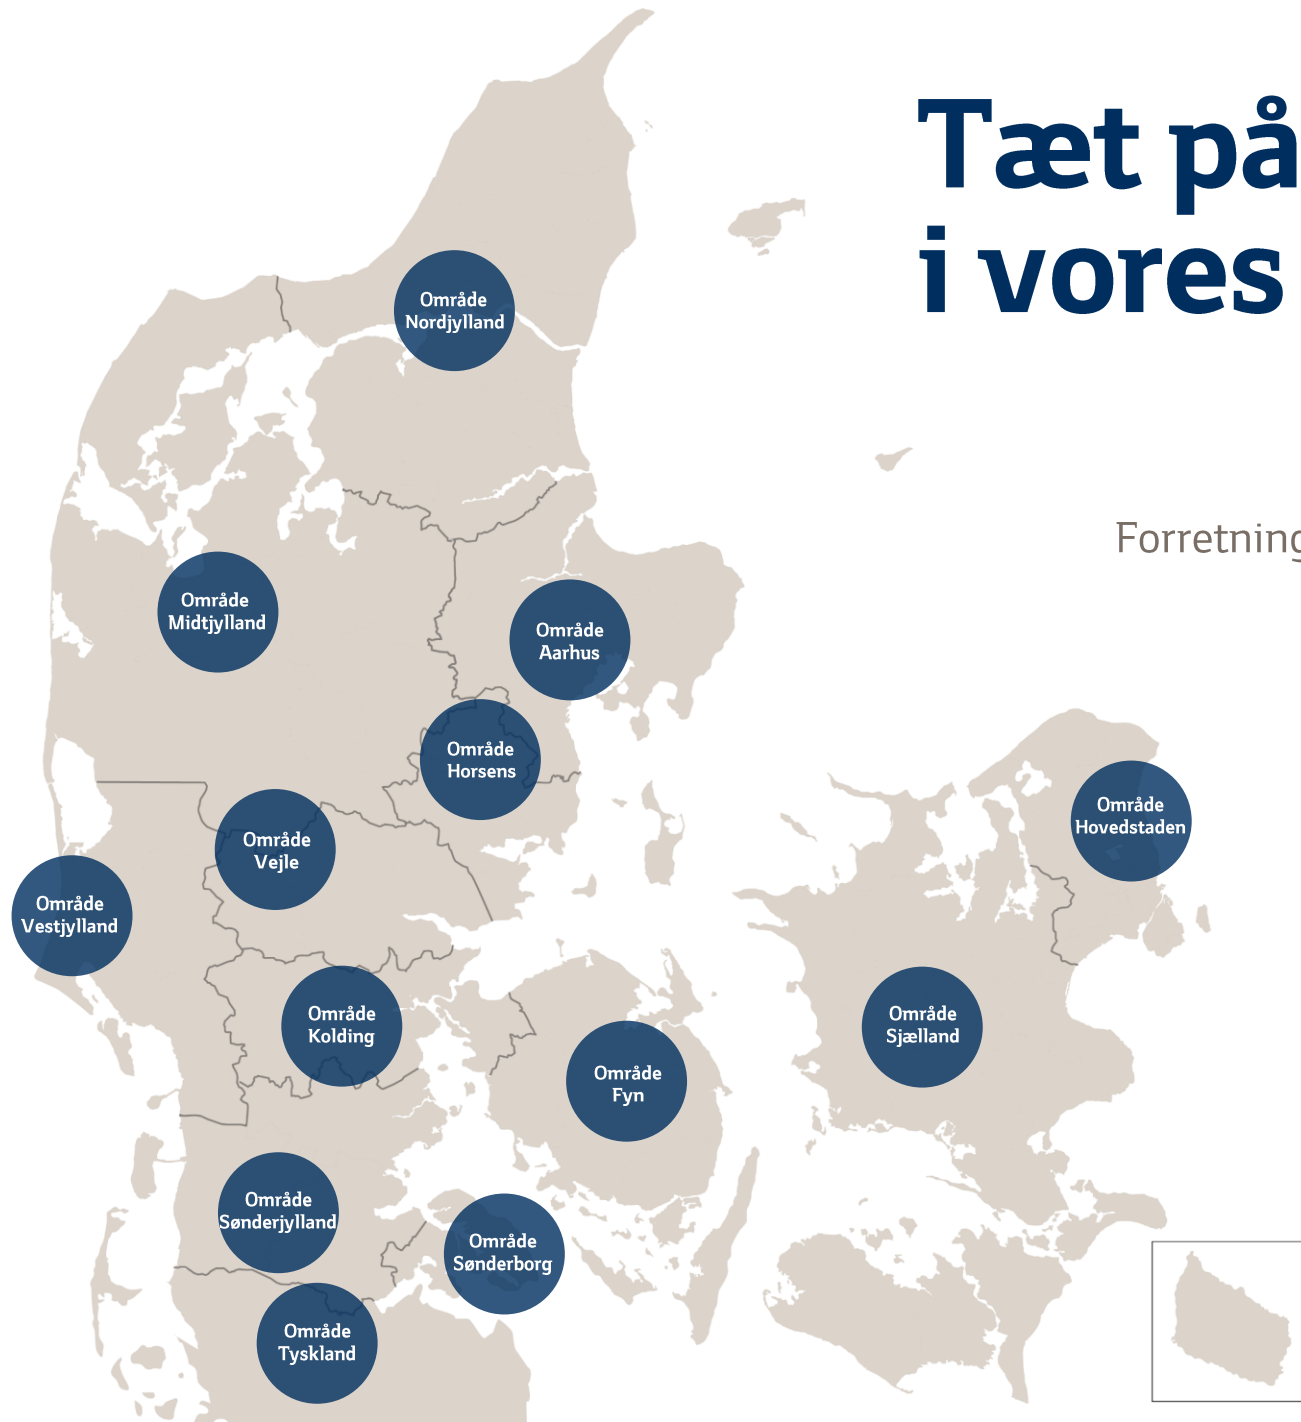 Tæt på
i vores
Forretning
Område
Nordjylland
Område
Midtjylland
Område
Aarhus
Område
Horsens
Område
Hovedstaden
Område
Vejle
Område
Vestjylland
Område
Kolding
Område
Sjælland
Område
Fyn
Område
Sønderjylland
Område
Sønderborg
Område
Tyskland